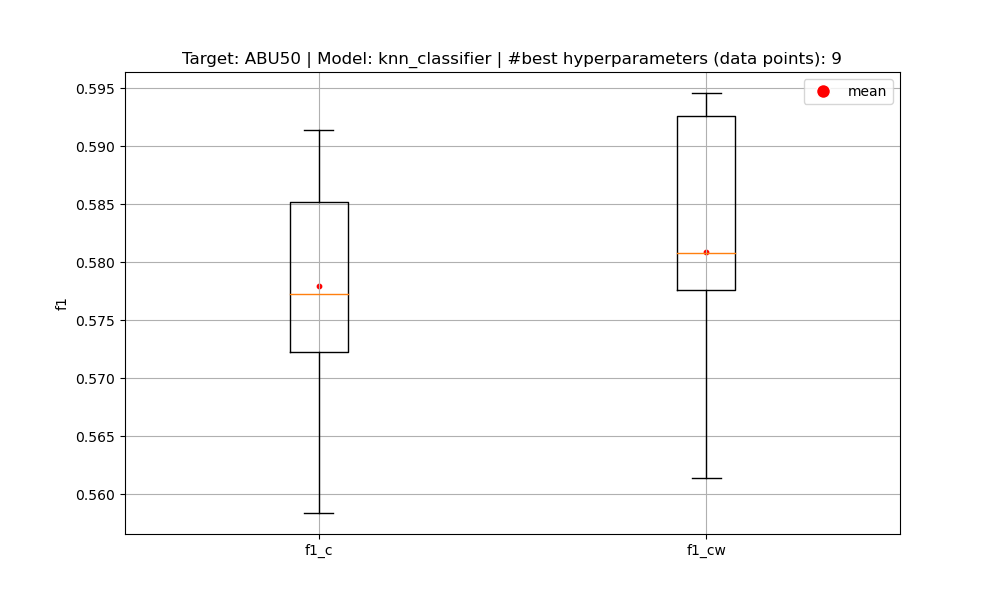 Target: ABU50 | Model: knn_classifier | #best hyperparameters (data points): 9
mean
0.595
0.590
0.585
0.580
0.575
0.570
0.565
0.560
f1
f1_c
f1_cw